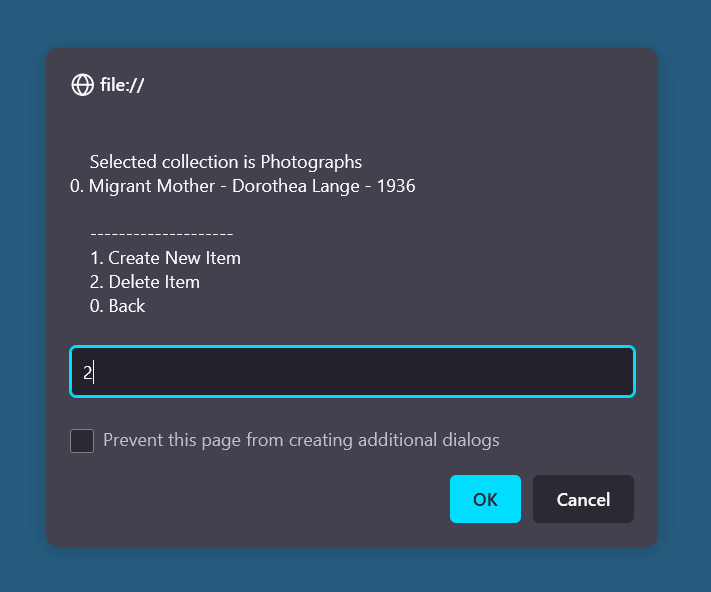 file://
Selected collection is Photographs
0. Migrant Mother - Dorothea Lange - 1936
--------------------
1. Create New Item
2. Delete Item
0. Back
2
Prevent this page from creating additional dialogs
OK Cancel